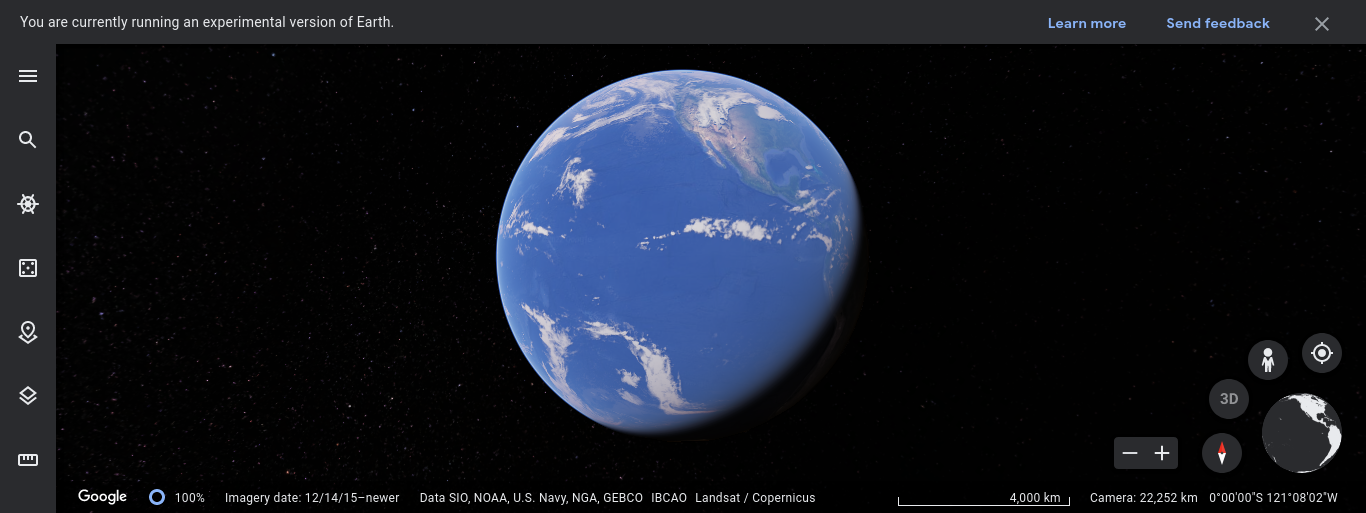 You are currently running an experimental version of Earth.
Learn more
Send feedback
3D
Google
100%
Imagery date: 12/14/15–newer
Data SIO, NOAA, U.S. Navy, NGA, GEBCO IBCAO Landsat / Copernicus
4,000 km
Camera: 22,252 km 0°00'00"S 121°08'02"W